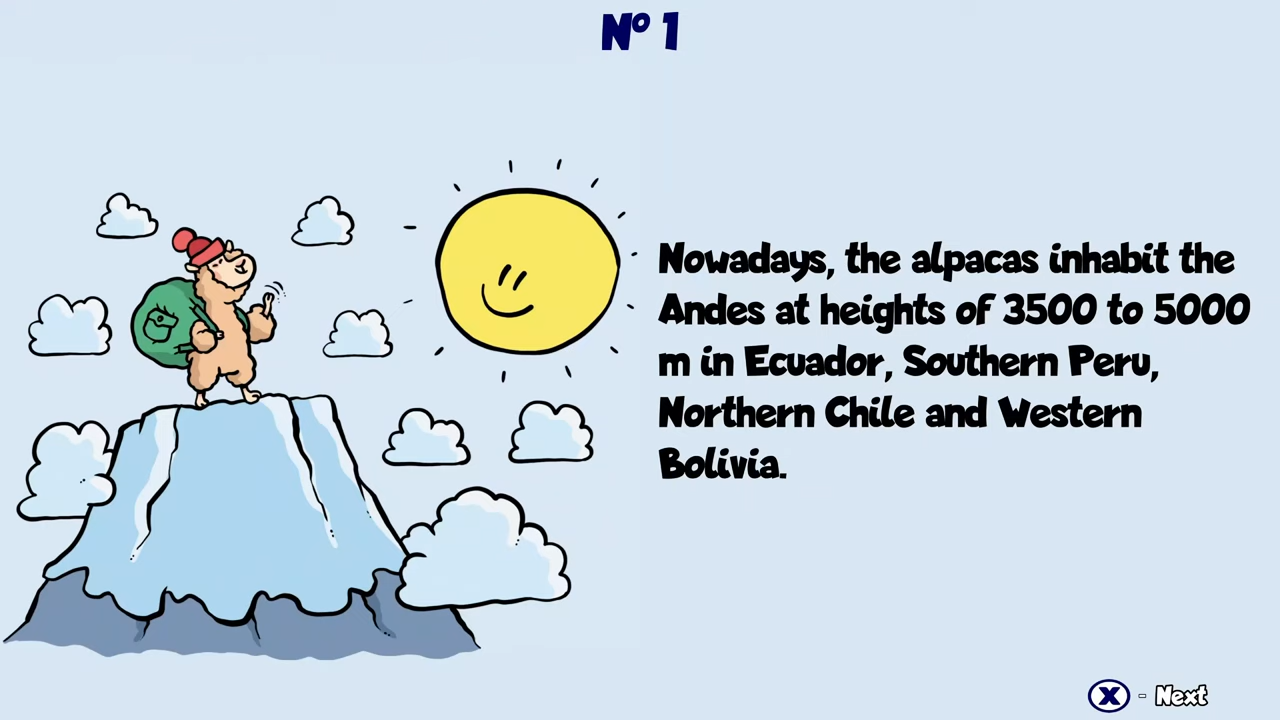 Nº 1
Nowadays, the alpacas inhabit the
Andes at heights of 3500 to 5000
m in Ecuador, Southern Peru,
Northern Chile and Western
Bolivia.
X - Next